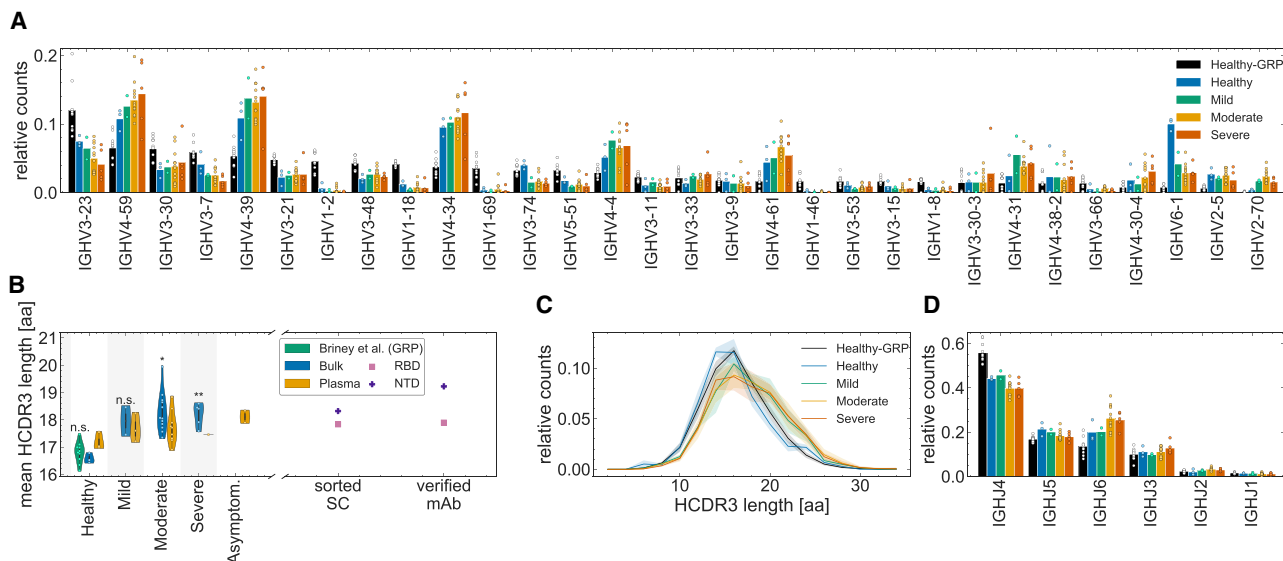 A
relative counts
0.2
0.1
0.0
Healthy-GRP
Healthy
Mild
Moderate
Severe
IGHV3-23
IGHV4-59
IGHV3-30
IGHV3-7
IGHV4-39
IGHV3-21
IGHV1-2
IGHV3-48
IGHV1-18
IGHV4-34
IGHV1-69
IGHV3-74
IGHV5-51
IGHV4-4
IGHV3-11
IGHV3-33
IGHV3-9
IGHV4-61
IGHV1-46
IGHV3-53
IGHV3-15
IGHV1-8
IGHV3-30-3
IGHV4-31
IGHV4-38-2
IGHV3-66
IGHV4-30-4
IGHV6-1
IGHV2-5
IGHV2-70
B
mean HCDR3 length [aa]
21
20
19
18
17
16
n.s.
n.s.
*
**
Briney et al. (GRP)
Bulk
Plasma
RBD
NTD
Healthy
Mild
Moderate
Severe
Asymptom.
sorted SC
verified mAb
C
relative counts
0.10
0.05
0.00
10
20
30
HCDR3 length [aa]
Healthy-GRP
Healthy
Mild
Moderate
Severe
D
relative counts
0.6
0.4
0.2
0.0
IGHJ4
IGHJ5
IGHJ6
IGHJ3
IGHJ2
IGHJ1